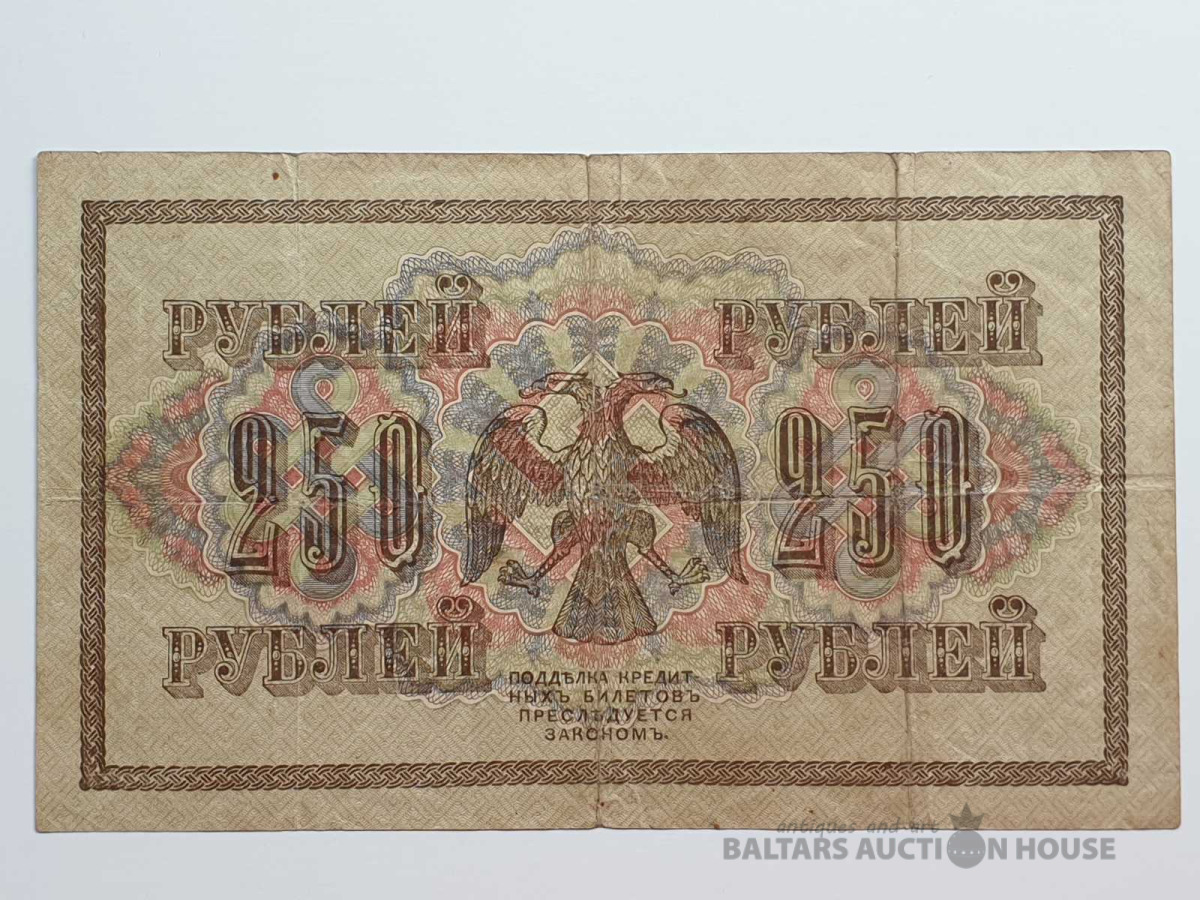 РУБЛЕЙ РУБЛЕЙ
250 250
РУБЛЕЙ РУБЛЕЙ
ПОДДѢЛКА КРЕДИТ-
НЫХЪ БИЛЕТОВЪ
ПРЕСЛѢДУЕТСЯ
ЗАКОНОМЪ.
antiques and art
BALTARS AUCTION HOUSE